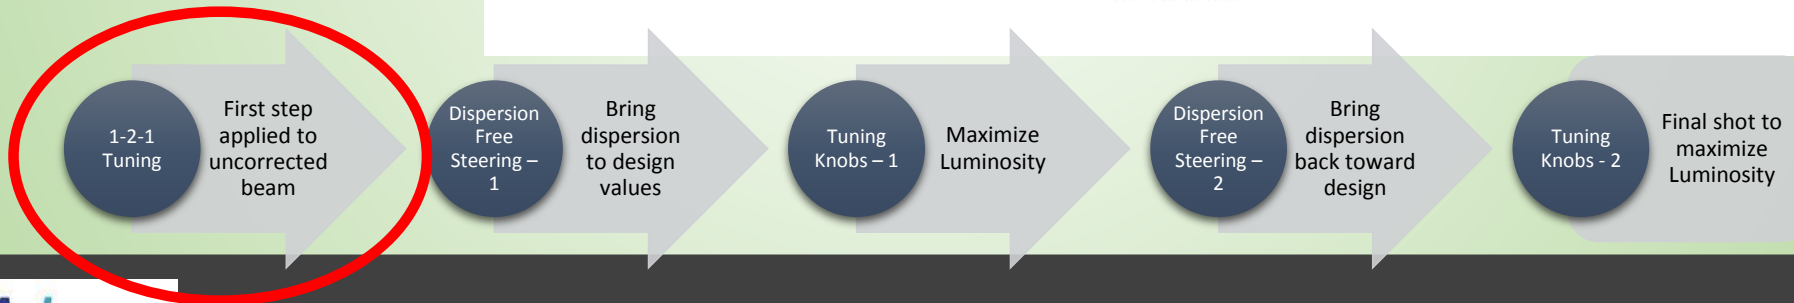 1-2-1
Tuning
First step
applied to
uncorrected
beam
Dispersion
Free
Steering –
1
Bring
dispersion
to design
values
Tuning
Knobs – 1
Maximize
Luminosity
Dispersion
Free
Steering –
2
Bring
dispersion
back toward
design
Tuning
Knobs - 2
Final shot to
maximize
Luminosity